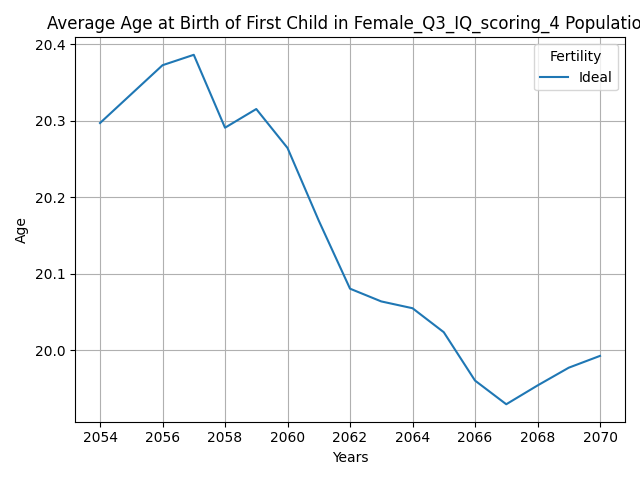 Average Age at Birth of First Child in Female_Q3_IQ_scoring_4 Populatio
20.4
20.3
20.2
20.1
20.0
Age
Fertility
Ideal
2054 2056 2058 2060 2062 2064 2066 2068 2070
Years